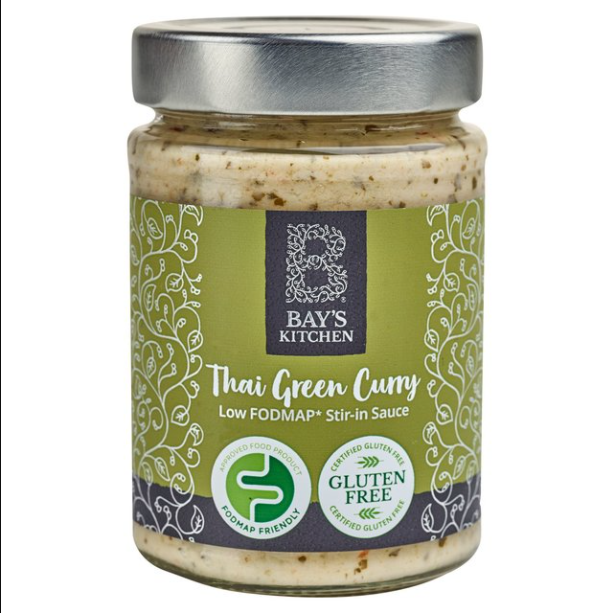 B
®
BAY'S
KITCHEN
Thai Green Curry
Low FODMAP* Stir-in Sauce
APPROVED FOOD PRODUCT
FODMAP FRIENDLY
CERTIFIED GLUTEN FREE
GLUTEN
FREE
CERTIFIED GLUTEN FREE